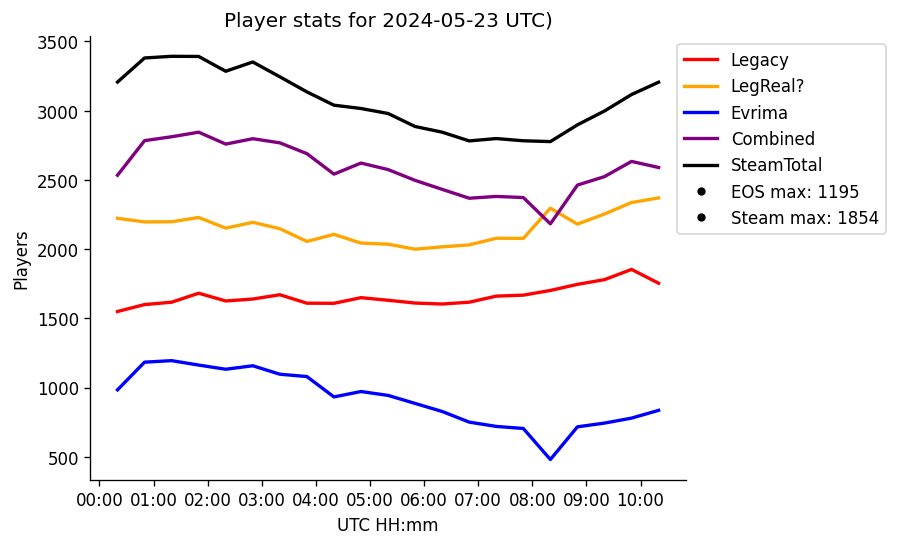 Player stats for 2024-05-23 UTC)
3500
3000
2500
2000
1500
1000
500
Players
00:00 01:00 02:00 03:00 04:00 05:00 06:00 07:00 08:00 09:00 10:00
UTC HH:mm
Legacy
LegReal?
Evrima
Combined
SteamTotal
EOS max: 1195
Steam max: 1854